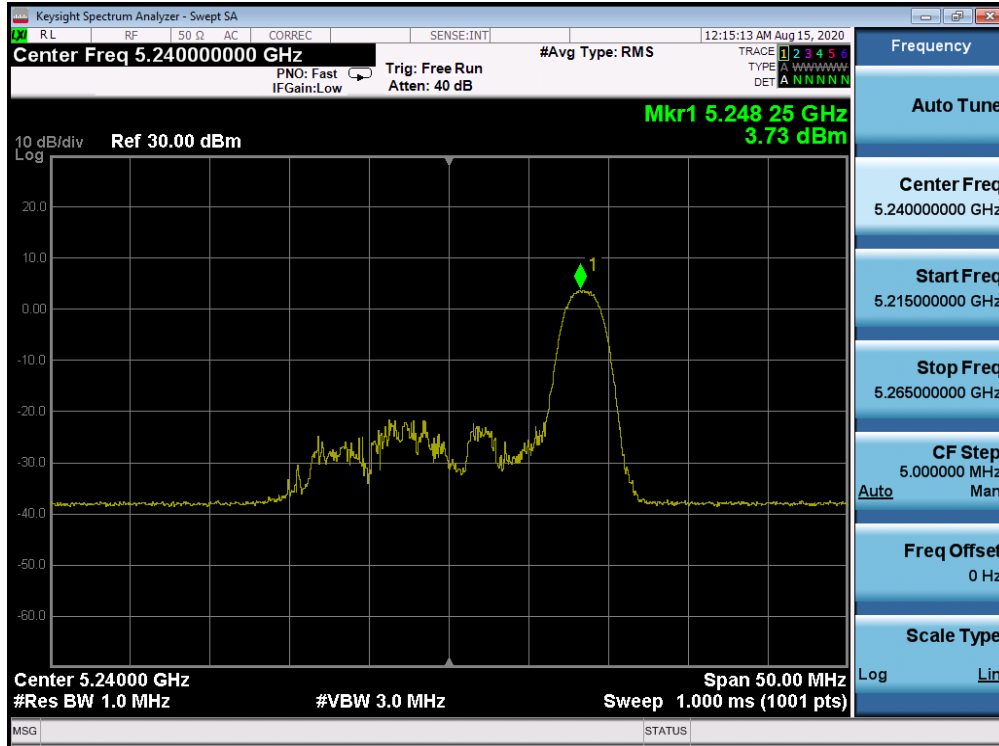 Keysight Spectrum Analyzer - Swept SA
LXI RL RF 50 Ω AC CORREC SENSE:INT 12:15:13 AM Aug 15, 2020
Center Freq 5.240000000 GHz #Avg Type: RMS TRACE 1 2 3 4 5 6
PNO: Fast Trig: Free Run TYPE A WWWWW
IFGain:Low Atten: 40 dB DET A N N N N N
Mkr1 5.248 25 GHz
3.73 dBm
10 dB/div Ref 30.00 dBm
Log
20.0
10.0
1
0.00
-10.0
-20.0
-30.0
-40.0
-50.0
-60.0
Center 5.24000 GHz Span 50.00 MHz
#Res BW 1.0 MHz #VBW 3.0 MHz Sweep 1.000 ms (1001 pts)
MSG STATUS
Frequency
Auto Tune
Center Freq
5.240000000 GHz
Start Freq
5.215000000 GHz
Stop Freq
5.265000000 GHz
CF Step
5.000000 MHz
Auto Man
Freq Offset
0 Hz
Scale Type
Log Lin